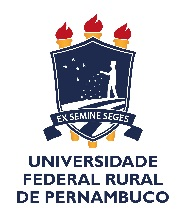 EX SEMINE SEGES
UNIVERSIDADE
FEDERAL RURAL
DE PERNAMBUCO